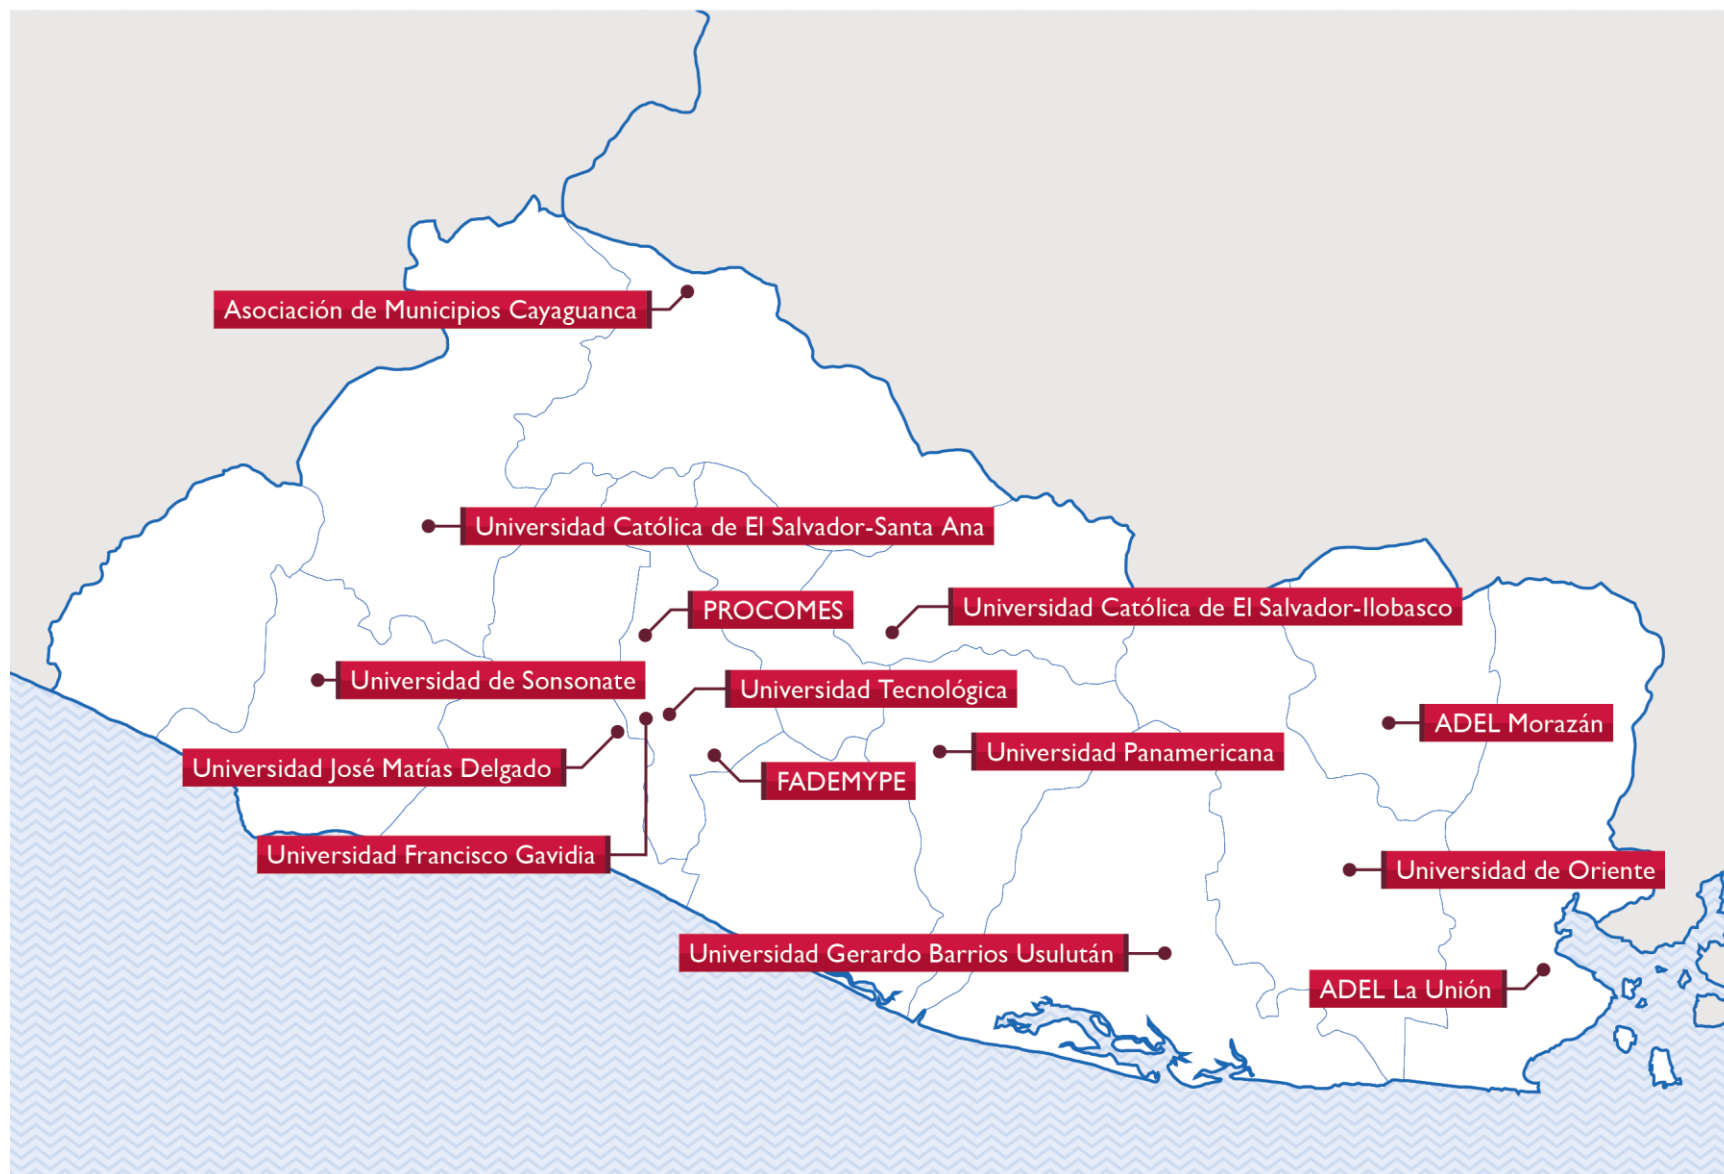 Asociación de Municipios Cayaguanca
Universidad Católica de El Salvador-Santa Ana
PROCOMES
Universidad Católica de El Salvador-Ilobasco
Universidad de Sonsonate
Universidad Tecnológica
ADEL Morazán
Universidad José Matías Delgado
Universidad Panamericana
FADEMYPE
Universidad Francisco Gavidia
Universidad de Oriente
Universidad Gerardo Barrios Usulután
ADEL La Unión